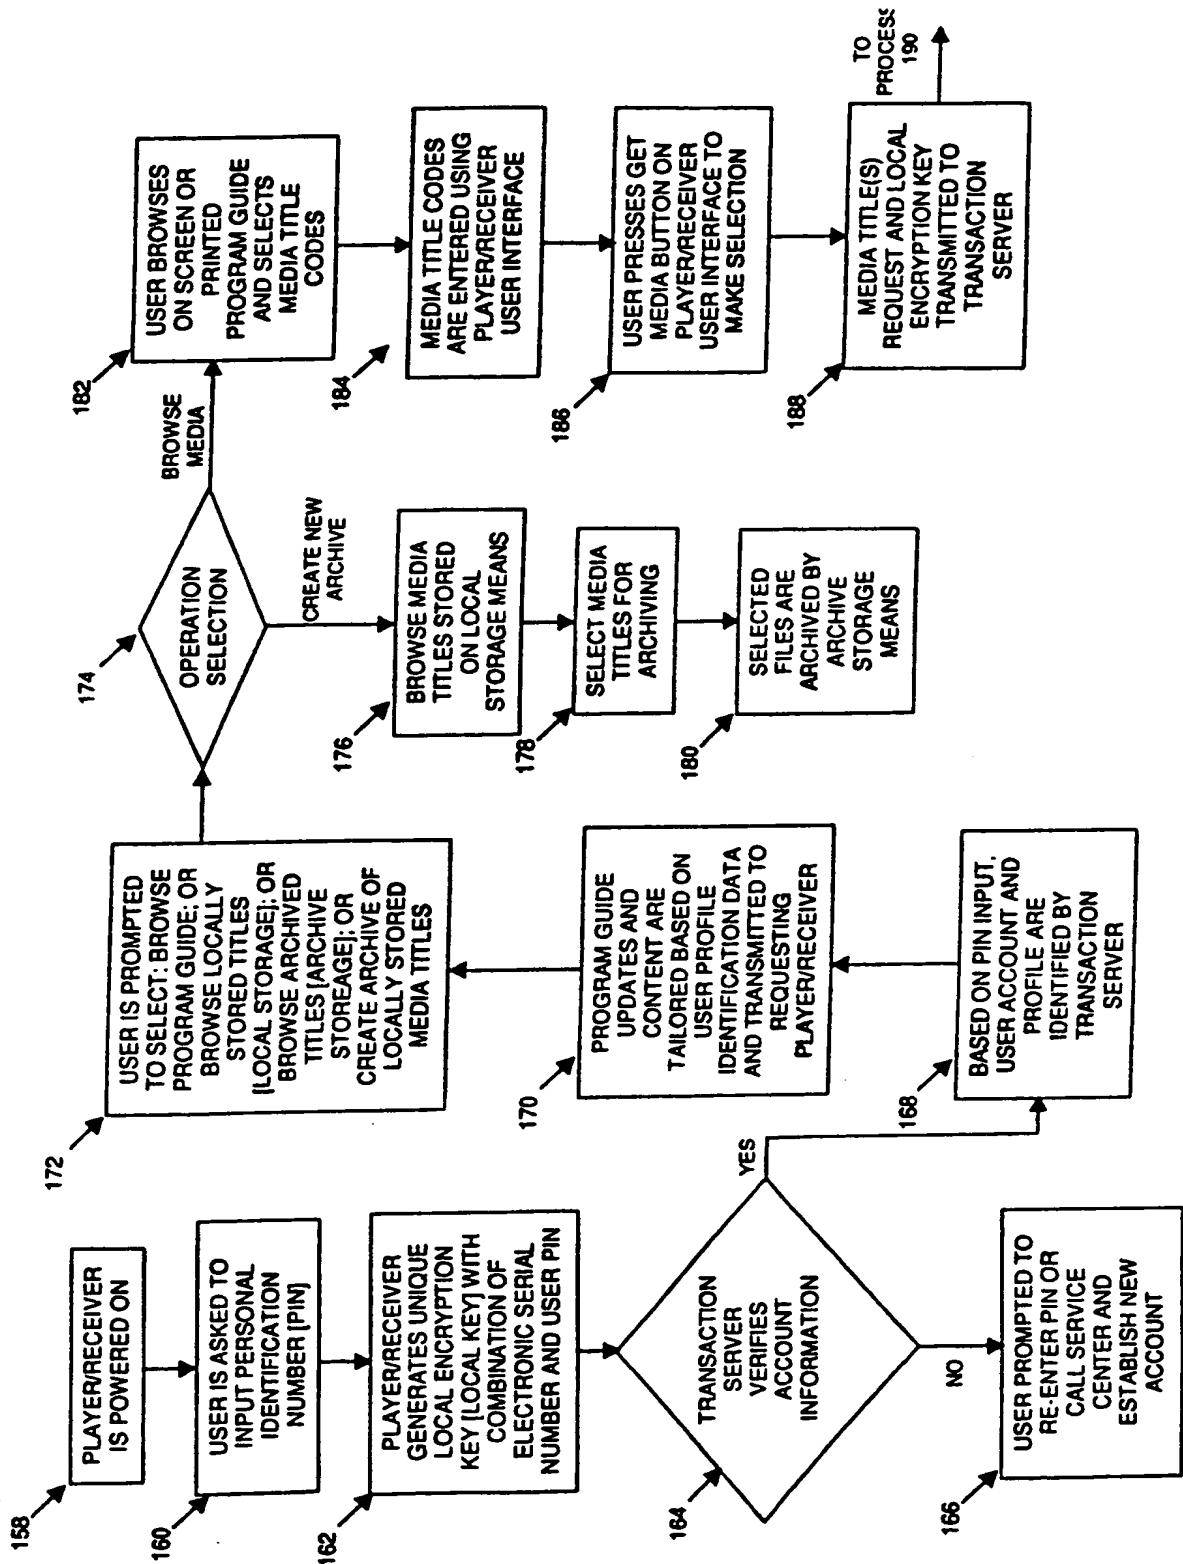 158
PLAYER/RECEIVER
IS POWERED ON
160
USER IS ASKED TO
INPUT PERSONAL
IDENTIFICATION
NUMBER [PIN]
162
PLAYER/RECEIVER
GENERATES UNIQUE
LOCAL ENCRYPTION
KEY [LOCAL KEY] WITH
COMBINATION OF
ELECTRONIC SERIAL
NUMBER AND USER PIN
164
TRANSACTION
SERVER
VERIFIES
ACCOUNT
INFORMATION
YES
NO
166
USER PROMPTED TO
RE-ENTER PIN OR
CALL SERVICE
CENTER AND
ESTABLISH NEW
ACCOUNT
168
BASED ON PIN INPUT,
USER ACCOUNT AND
PROFILE ARE
IDENTIFIED BY
TRANSACTION
SERVER
170
PROGRAM GUIDE
UPDATES AND
CONTENT ARE
TAILORED BASED ON
USER PROFILE
IDENTIFICATION DATA
AND TRANSMITTED TO
REQUESTING
PLAYER/RECEIVER
172
USER IS PROMPTED
TO SELECT: BROWSE
PROGRAM GUIDE; OR
BROWSE LOCALLY
STORED TITLES
[LOCAL STORAGE]; OR
BROWSE ARCHIVED
TITLES [ARCHIVE
STOREAGE]; OR
CREATE ARCHIVE OF
LOCALLY STORED
MEDIA TITLES
174
OPERATION
SELECTION
CREATE NEW
ARCHIVE
BROWSE
MEDIA
176
BROWSE MEDIA
TITLES STORED
ON LOCAL
STORAGE MEANS
178
SELECT MEDIA
TITLES FOR
ARCHIVING
180
SELECTED
FILES ARE
ARCHIVED BY
ARCHIVE
STORAGE
MEANS
182
USER BROWSES
ON SCREEN OR
PRINTED
PROGRAM GUIDE
AND SELECTS
MEDIA TITLE
CODES
184
MEDIA TITLE CODES
ARE ENTERED USING
PLAYER/RECEIVER
USER INTERFACE
186
USER PRESSES GET
MEDIA BUTTON ON
PLAYER/RECEIVER
USER INTERFACE TO
MAKE SELECTION
188
MEDIA TITLE(S)
REQUEST AND LOCAL
ENCRYPTION KEY
TRANSMITTED TO
TRANSACTION
SERVER
TO
PROCESS
190